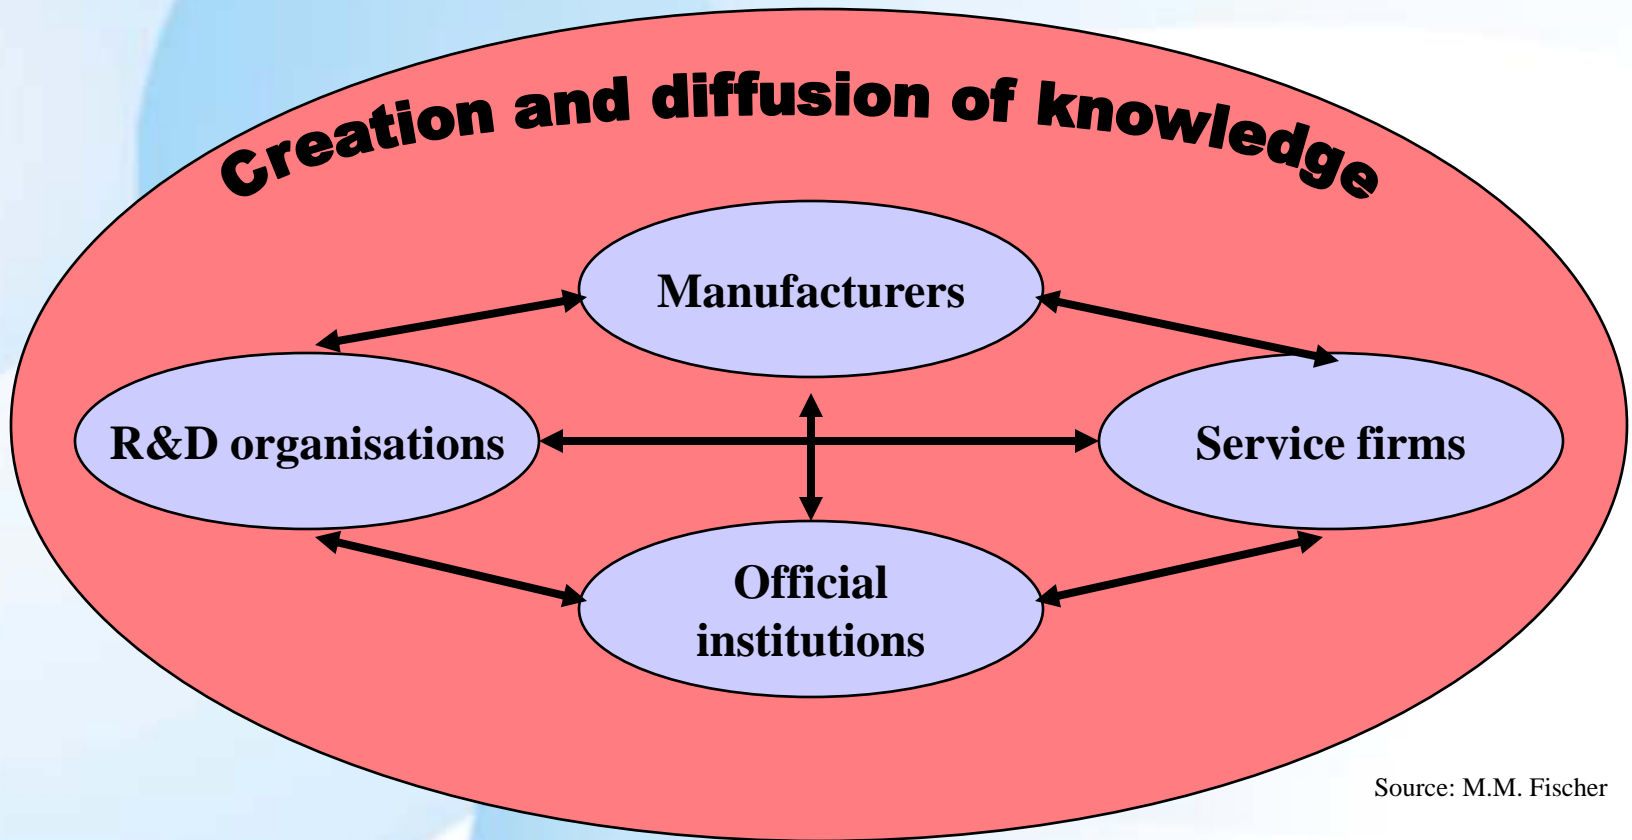 Creation and diffusion of knowledge
Manufacturers
R&D organisations
Service firms
Official
institutions
Source: M.M. Fischer